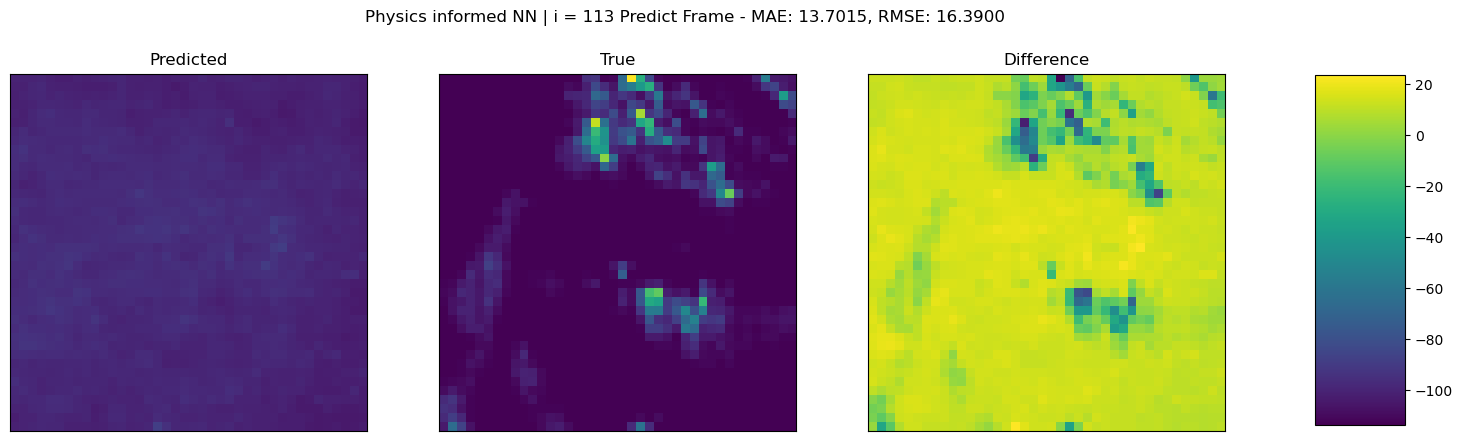 Physics informed NN | i = 113 Predict Frame - MAE: 13.7015, RMSE: 16.3900
Predicted
True
Difference
20
0
−20
−40
−60
−80
−100